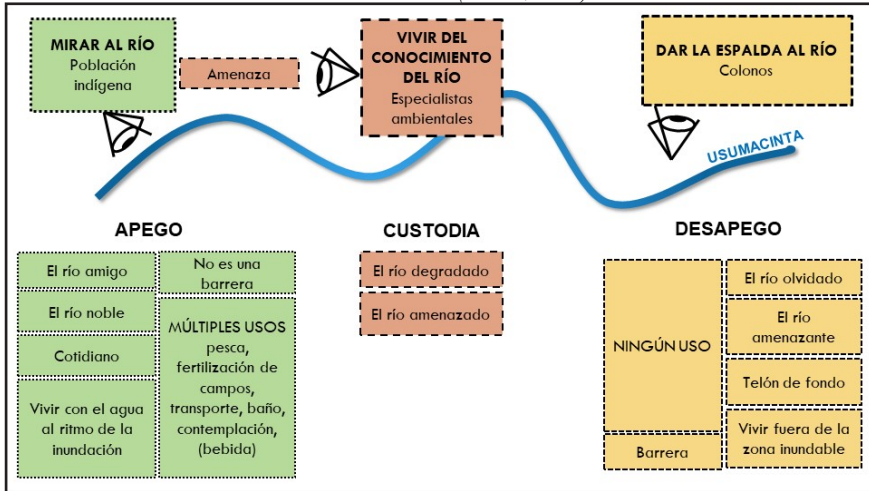 MIRAR AL RÍO
Población
indígena
Amenaza
VIVIR DEL
CONOCIMIENTO
DEL RÍO
Especialistas
ambientales
DAR LA ESPALDA AL RÍO
Colonos
USUMACINTA
APEGO
El río amigo
El río noble
Cotidiano
Vivir con el agua
al ritmo de la
inundación
No es una
barrera
MÚLTIPLES USOS
pesca,
fertilización de
campos,
transporte, baño,
contemplación,
(bebida)
CUSTODIA
El río degradado
El río amenazado
DESAPEGO
NINGÚN USO
Barrera
El río olvidado
El río
amenazante
Telón de fondo
Vivir fuera de la
zona inundable